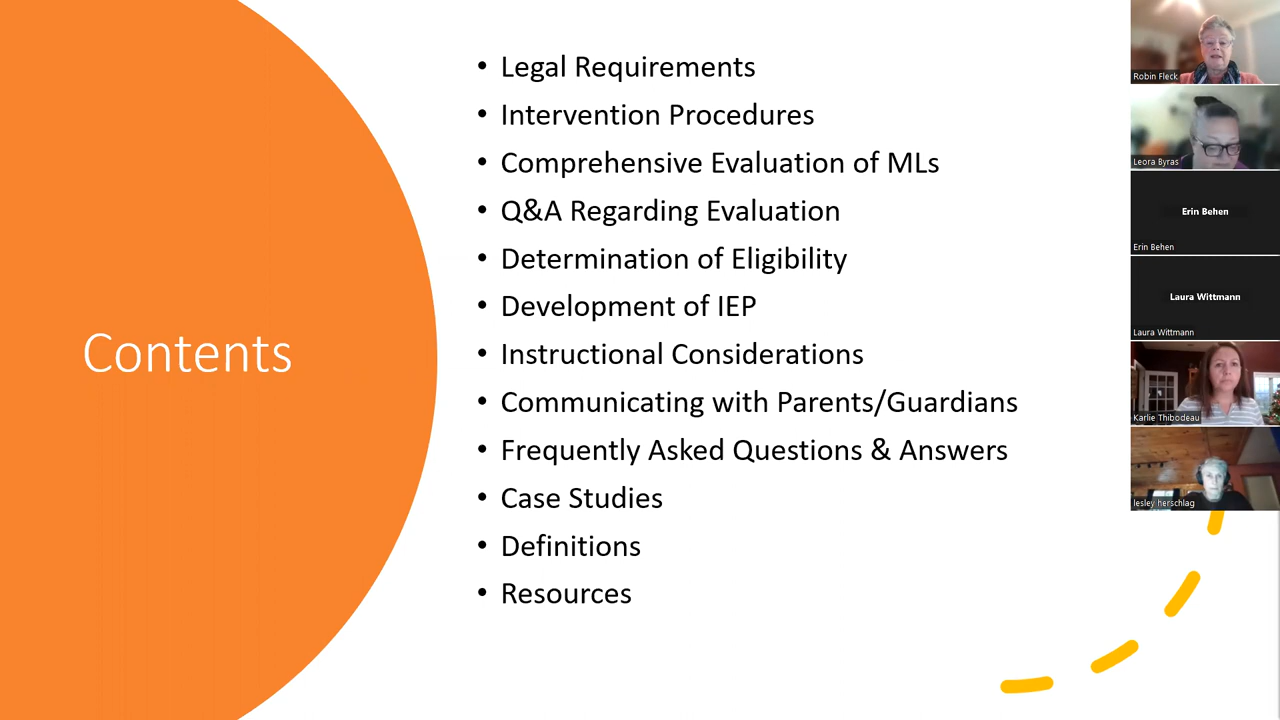 Contents
• Legal Requirements
• Intervention Procedures
• Comprehensive Evaluation of MLs
• Q&A Regarding Evaluation
• Determination of Eligibility
• Development of IEP
• Instructional Considerations
• Communicating with Parents/Guardians
• Frequently Asked Questions & Answers
• Case Studies
• Definitions
• Resources
Robin Fleck
Leora Byras
Erin Behen
Erin Behen
Laura Wittmann
Laura Wittmann
Karlie Thibodeau
lesley herschlag